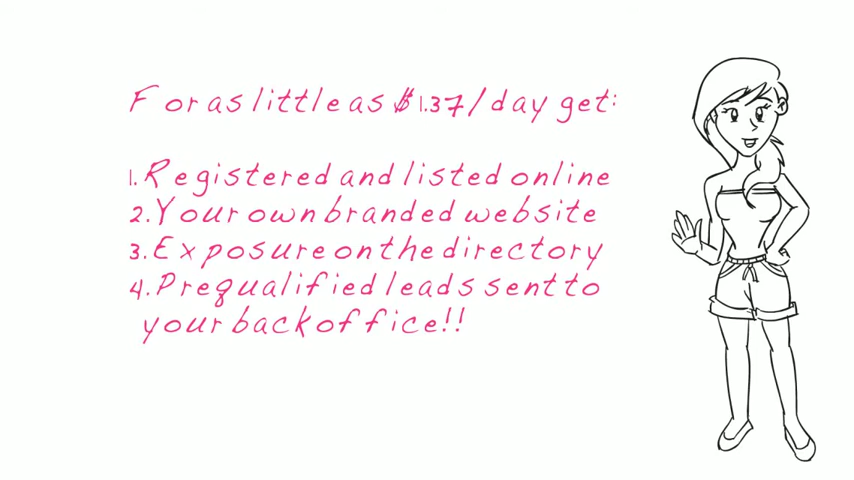 For as little as $1.37/day get:
1. Registered and listed online
2. Your own branded website
3. Exposure on the directory
4. Prequalified leads sent to
your back office!!